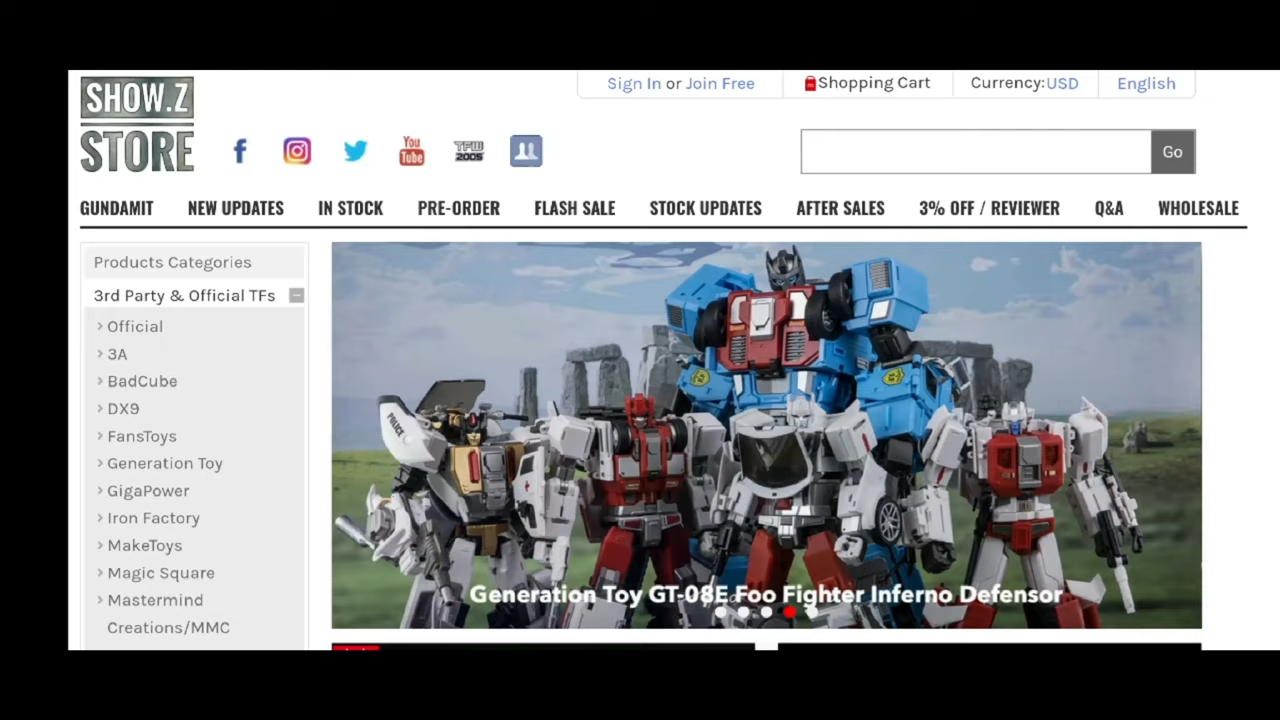 SHOW.Z
STORE
Sign In or Join Free
Shopping Cart
Currency:USD
English
You
Tube
TFW
2005
Go
GUNDAMIT
NEW UPDATES
IN STOCK
PRE-ORDER
FLASH SALE
STOCK UPDATES
AFTER SALES
3% OFF / REVIEWER
Q&A
WHOLESALE
Products Categories
3rd Party & Official TFs
Official
3A
BadCube
DX9
FansToys
Generation Toy
GigaPower
Iron Factory
MakeToys
Magic Square
Mastermind
Creations/MMC
POLICE
Generation Toy GT-08E Foo Fighter Inferno Defensor